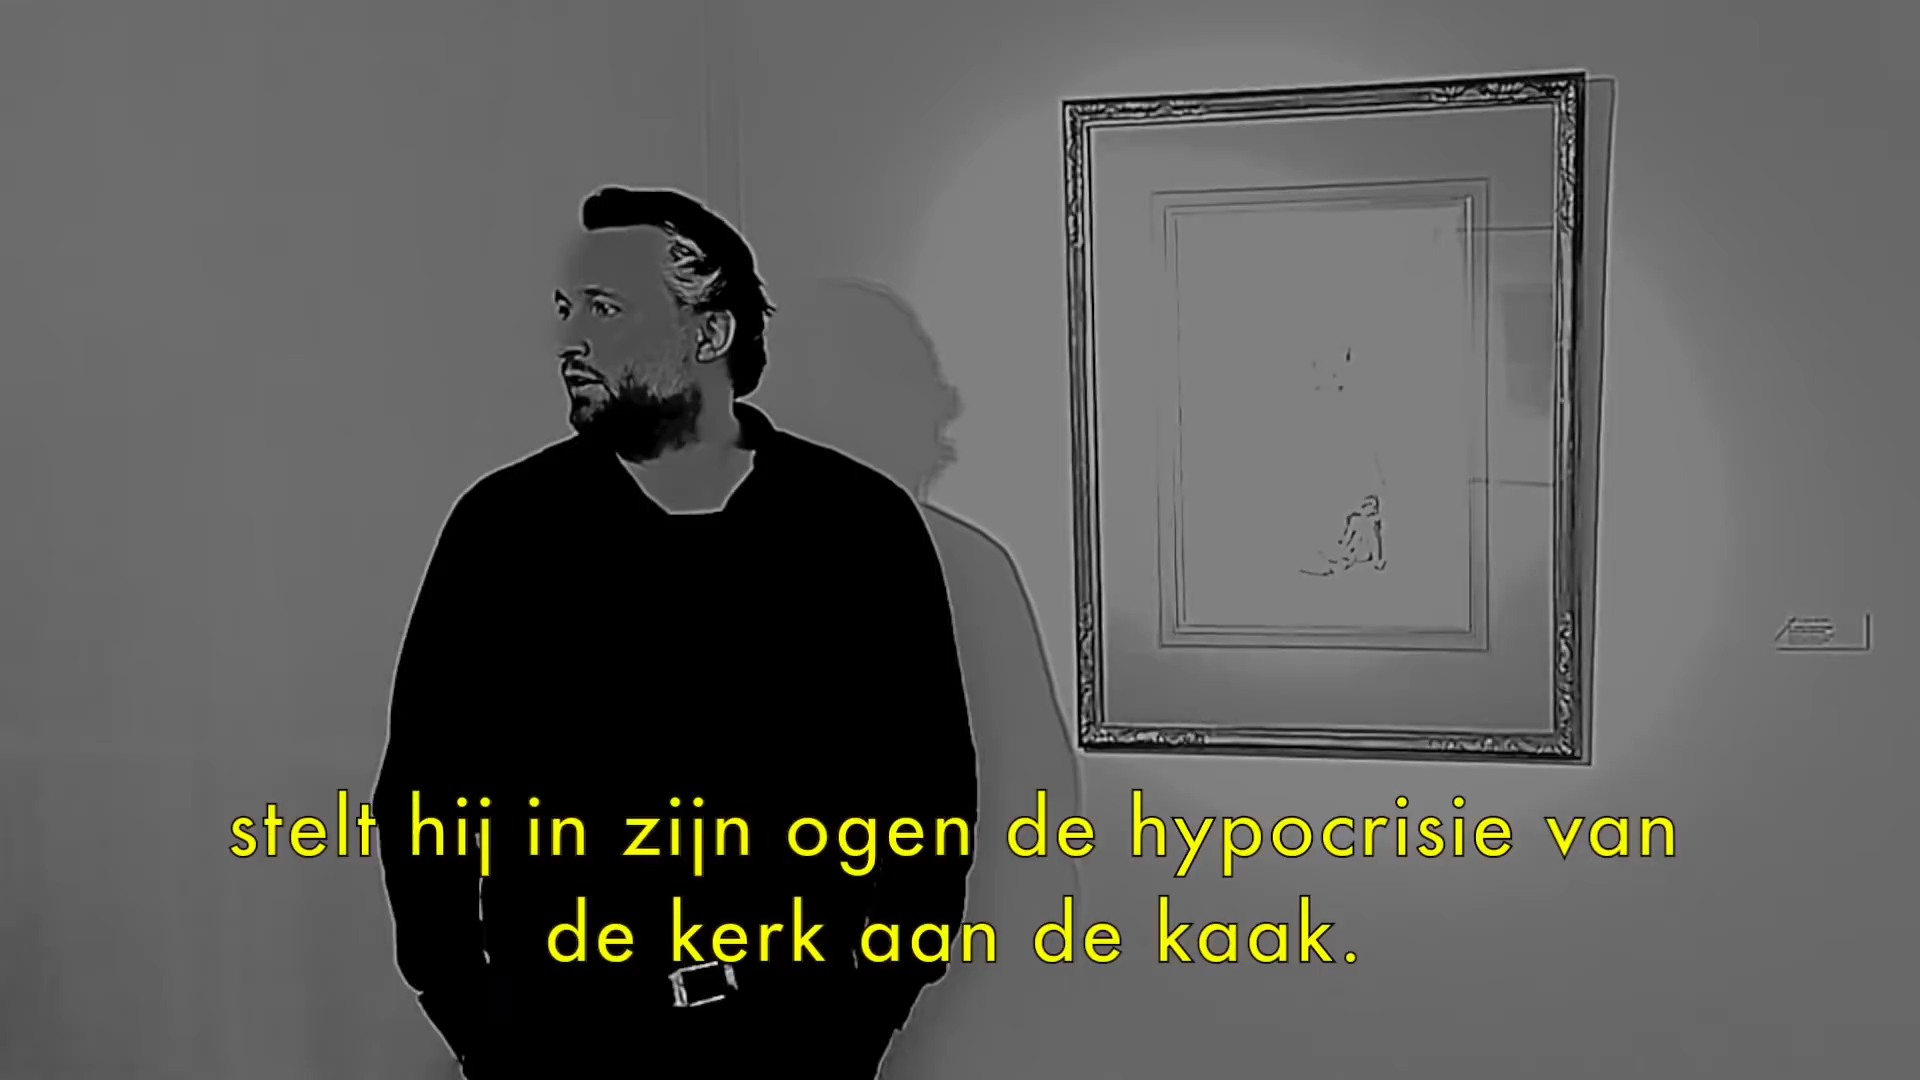 stelt hij in zijn ogen de hypocrisie van
de kerk aan de kaak.